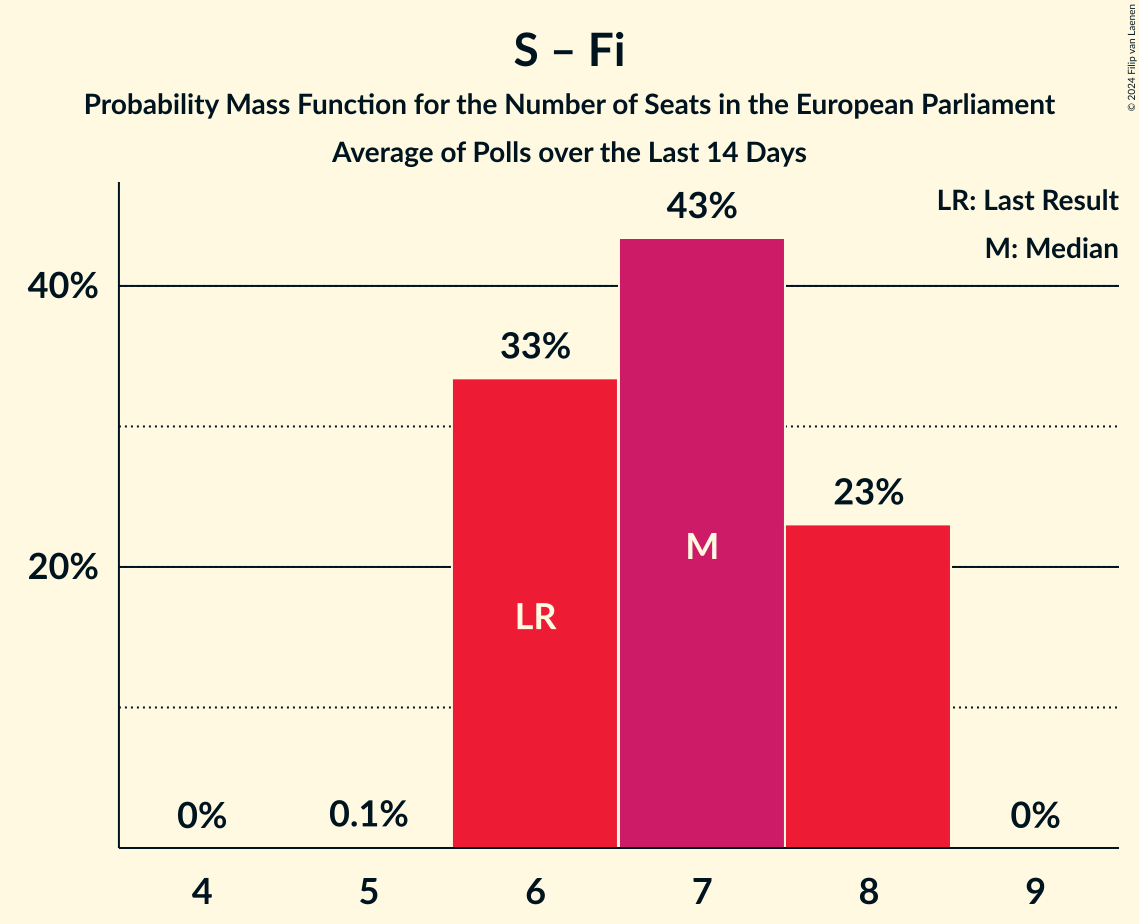 S – Fi
Probability Mass Function for the Number of Seats in the European Parliament
Average of Polls over the Last 14 Days
© 2024 Filip van Laenen
LR: Last Result
M: Median
43%
40%
33%
23%
M
20%
LR
0%
0.1%
0%
4 5 6 7 8 9